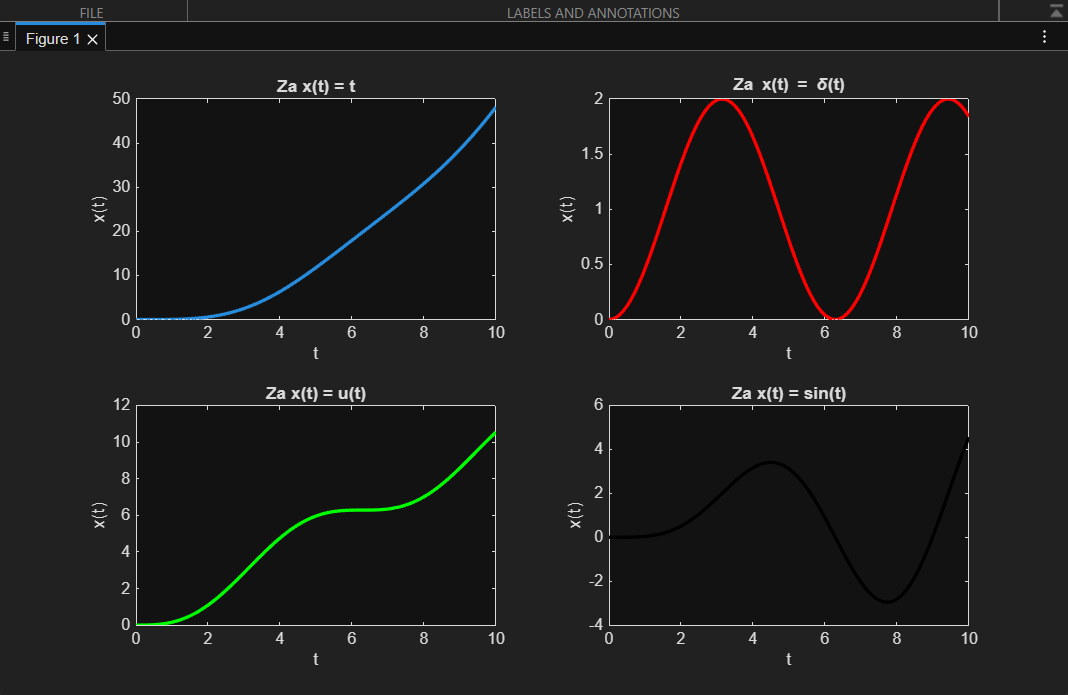 FILE
LABELS AND ANNOTATIONS
Figure 1
Za x(t) = t
50
40
30
20
10
0
0 2 4 6 8 10
x(t)
t
Za x(t) = δ(t)
2
1.5
1
0.5
0
0 2 4 6 8 10
x(t)
t
Za x(t) = u(t)
12
10
8
6
4
2
0
0 2 4 6 8 10
x(t)
t
Za x(t) = sin(t)
6
4
2
0
-2
-4
0 2 4 6 8 10
x(t)
t